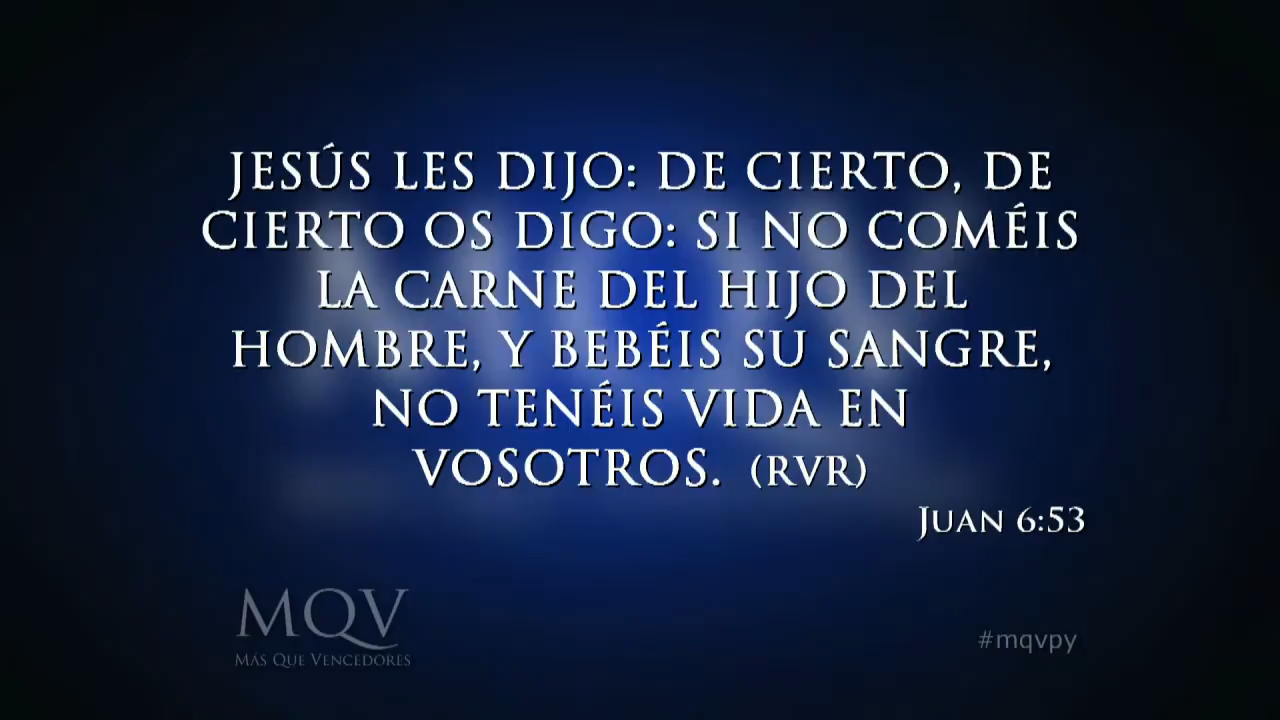 JESÚS LES DIJO: DE CIERTO, DE
CIERTO OS DIGO: SI NO COMÉIS
LA CARNE DEL HIJO DEL
HOMBRE, Y BEBÉIS SU SANGRE,
NO TENÉIS VIDA EN
VOSOTROS. (RVR)
JUAN 6:53
MQV
MÁS QUE VENCEDORES
#mqvpy